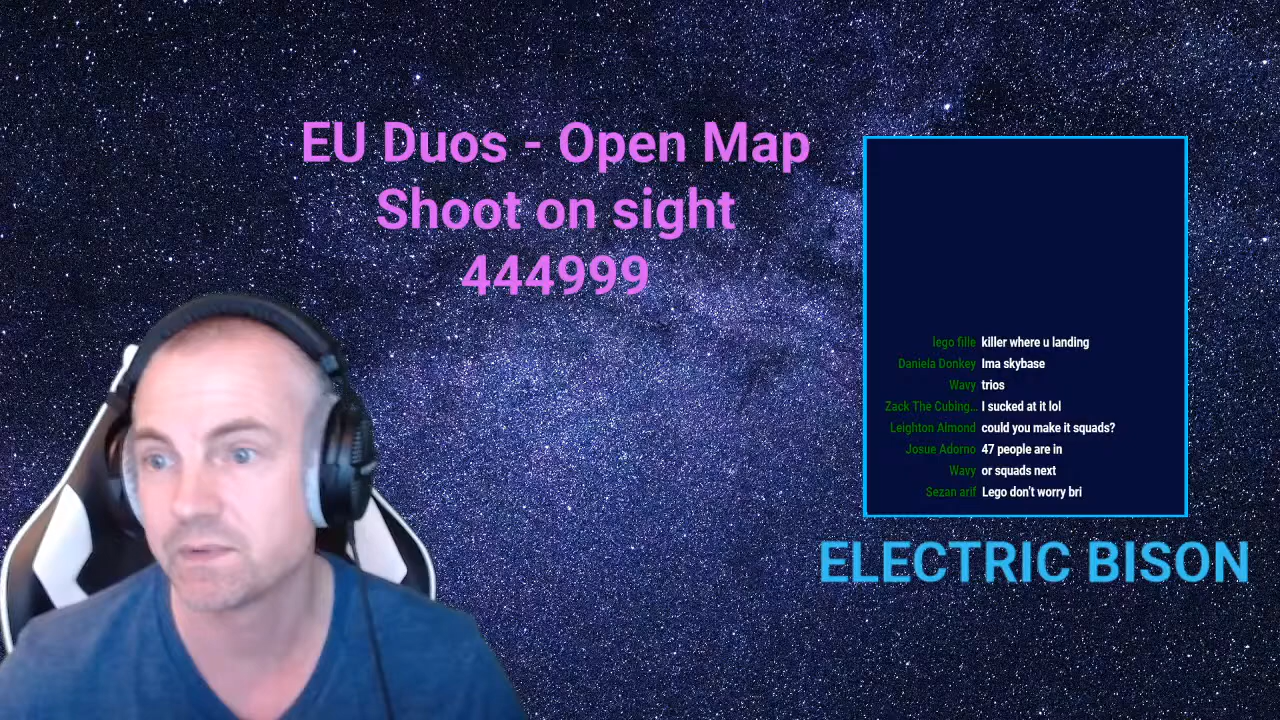 EU Duos - Open Map
Shoot on sight
444999
lego fille killer where u landing
Daniela Donkey Ima skybase
Wavy trios
Zack The Cubing... I sucked at it lol
Leighton Almond could you make it squads?
Josue Adorno 47 people are in
Wavy or squads next
Sezan arif Lego don't worry bri
ELECTRIC BISON